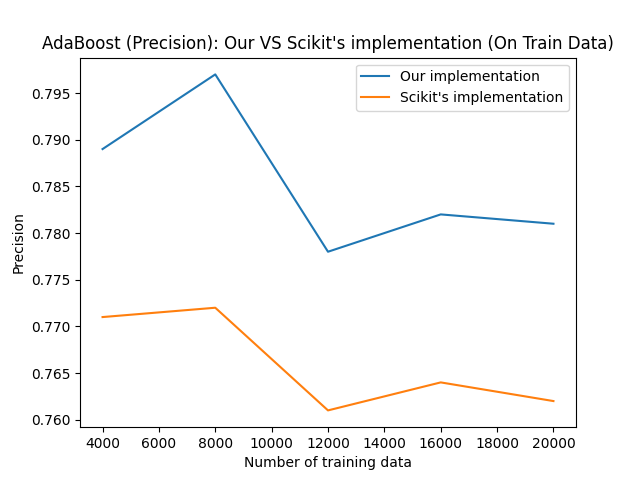 AdaBoost (Precision): Our VS Scikit's implementation (On Train Data)
Our implementation
Scikit's implementation
0.795
0.790
0.785
0.780
0.775
0.770
0.765
0.760
Precision
4000 6000 8000 10000 12000 14000 16000 18000 20000
Number of training data